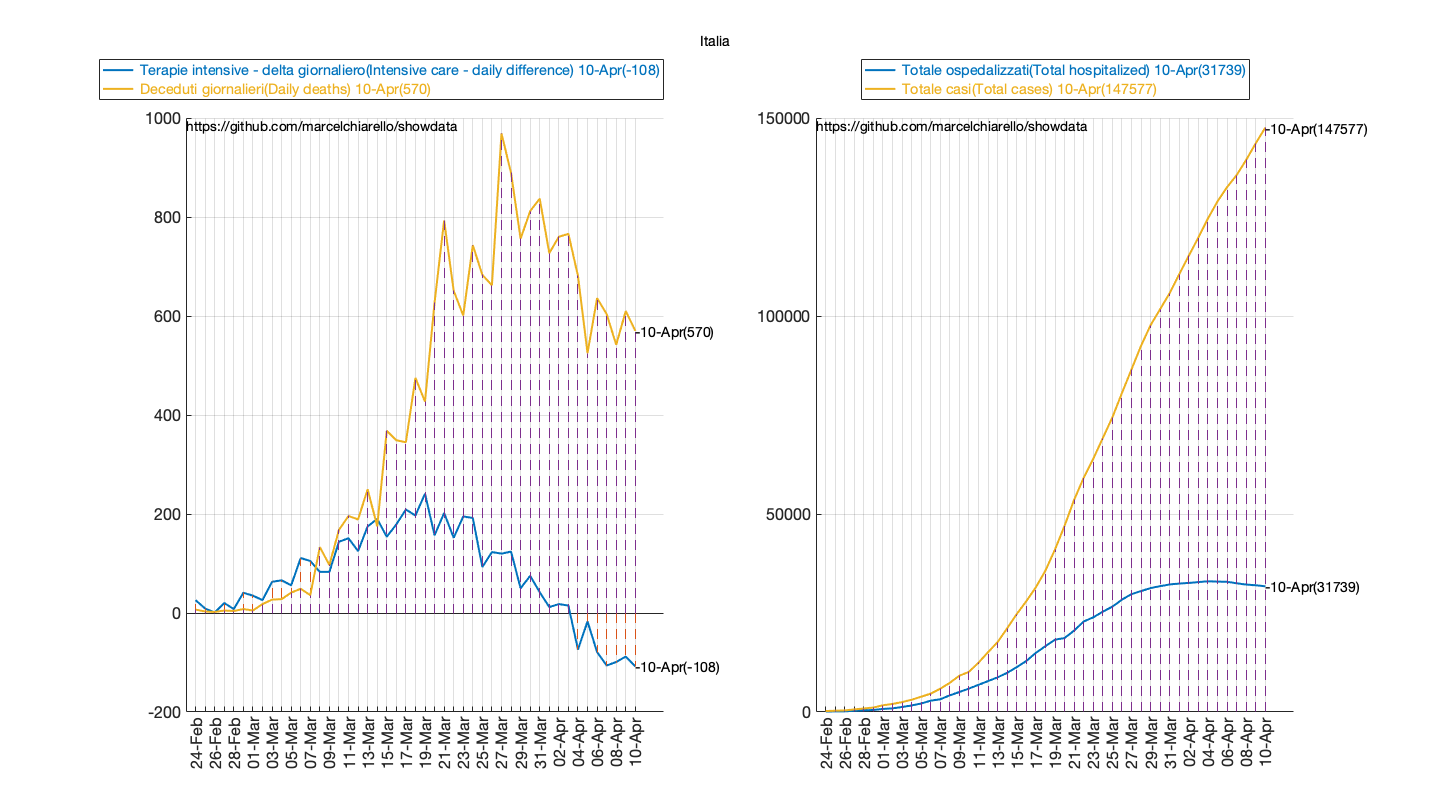 Italia
Terapie intensive - delta giornaliero(Intensive care - daily difference) 10-Apr(-108)
Deceduti giornalieri(Daily deaths) 10-Apr(570)
https://github.com/marcelchiarello/showdata
1000
800
600
400
200
0
-200
10-Apr(570)
10-Apr(-108)
24-Feb
26-Feb
28-Feb
01-Mar
03-Mar
05-Mar
07-Mar
09-Mar
11-Mar
13-Mar
15-Mar
17-Mar
19-Mar
21-Mar
23-Mar
25-Mar
27-Mar
29-Mar
31-Mar
02-Apr
04-Apr
06-Apr
08-Apr
10-Apr
Totale ospedalizzati(Total hospitalized) 10-Apr(31739)
Totale casi(Total cases) 10-Apr(147577)
https://github.com/marcelchiarello/showdata
150000
100000
50000
0
10-Apr(147577)
10-Apr(31739)
24-Feb
26-Feb
28-Feb
01-Mar
03-Mar
05-Mar
07-Mar
09-Mar
11-Mar
13-Mar
15-Mar
17-Mar
19-Mar
21-Mar
23-Mar
25-Mar
27-Mar
29-Mar
31-Mar
02-Apr
04-Apr
06-Apr
08-Apr
10-Apr